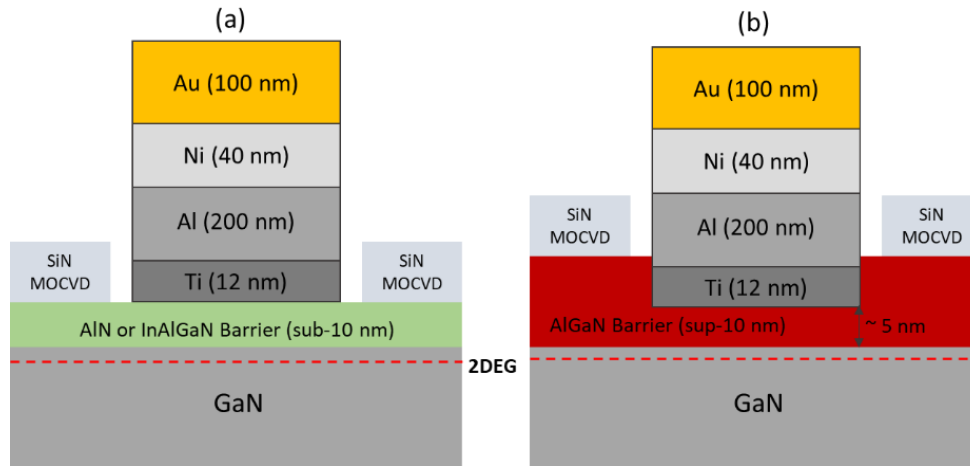 (a)
Au (100 nm)
Ni (40 nm)
Al (200 nm)
Ti (12 nm)
SiN
MOCVD
SiN
MOCVD
AlN or InAlGaN Barrier (sub-10 nm)
2DEG
GaN
(b)
Au (100 nm)
Ni (40 nm)
Al (200 nm)
Ti (12 nm)
SiN
MOCVD
SiN
MOCVD
AlGaN Barrier (sup-10 nm)
~ 5 nm
GaN